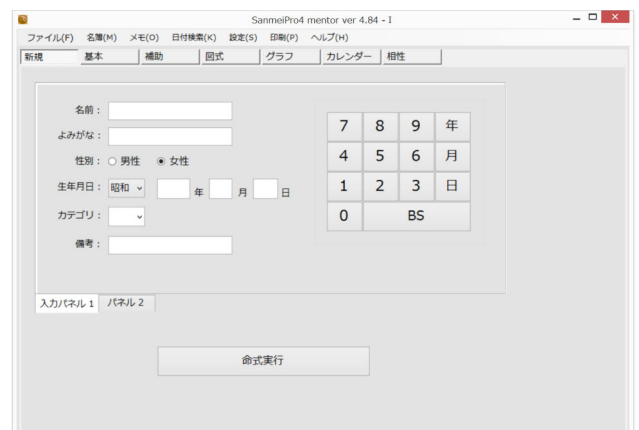 SanmeiPro4 mentor ver 4.84 - I
ファイル(F) 名簿(M) メモ(O) 日付検索(K) 設定(S) 印刷(P) ヘルプ(H)
新規 基本 補助 図式 グラフ カレンダー 相性
名前：
よみがな：
性別： 男性 女性
生年月日： 昭和 年 月 日
カテゴリ：
備考：
7 8 9 年
4 5 6 月
1 2 3 日
0 BS
入力パネル 1 パネル 2
命式実行